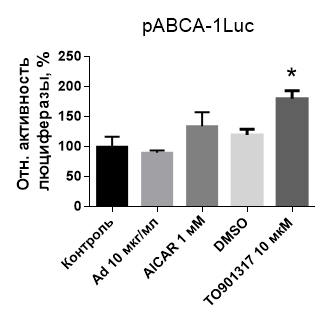 pABCA-1Luc
Отн. активность
люциферазы, %
250
200
150
100
50
0
*
Контроль
Ad 10 мкг/мл
AICAR 1 мМ
DMSO
TO901317 10 мкМ